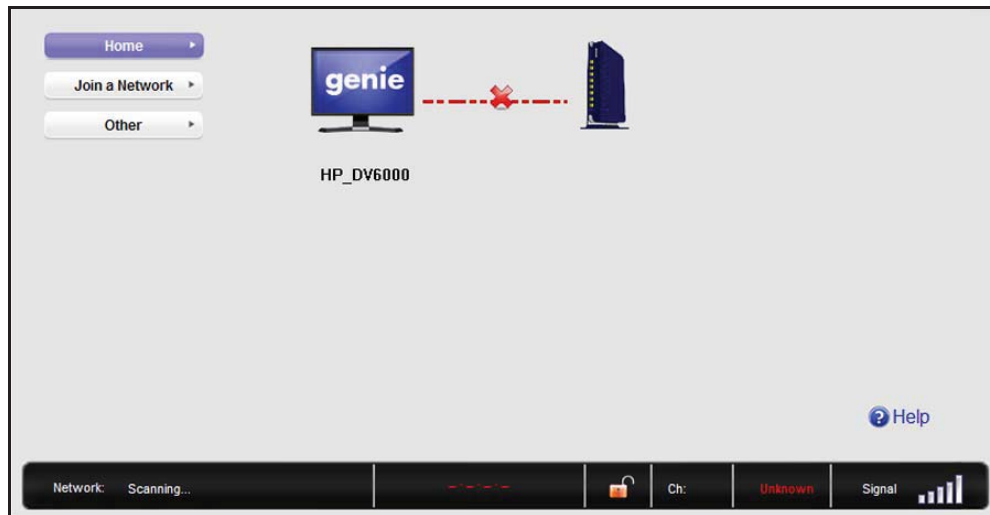 Home
Join a Network
Other
genie
HP_DV6000
Help
Network: Scanning... -·-·-·- Ch: Unknown Signal